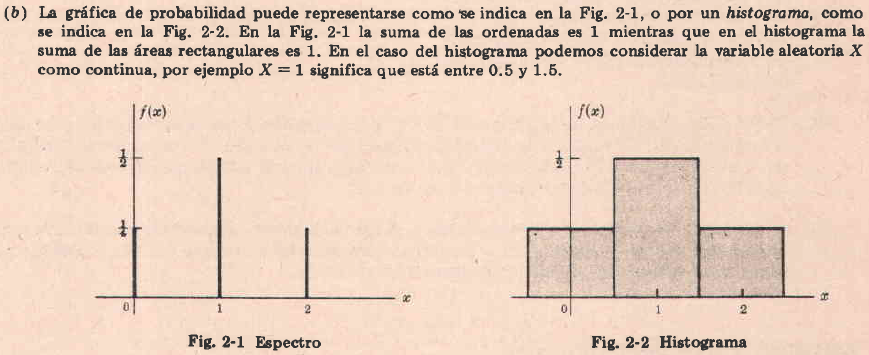 (b) La gráfica de probabilidad puede representarse como se indica en la Fig. 2-1, o por un histograma, como
se indica en la Fig. 2-2. En la Fig. 2-1 la suma de las ordenadas es 1 mientras que en el histograma la
suma de las áreas rectangulares es 1. En el caso del histograma podemos considerar la variable aleatoria X
como continua, por ejemplo X = 1 significa que está entre 0.5 y 1.5.
f(x)
1/2
1/4
0 1 2 x
Fig. 2-1 Espectro
f(x)
1/2
0 1 2 x
Fig. 2-2 Histograma